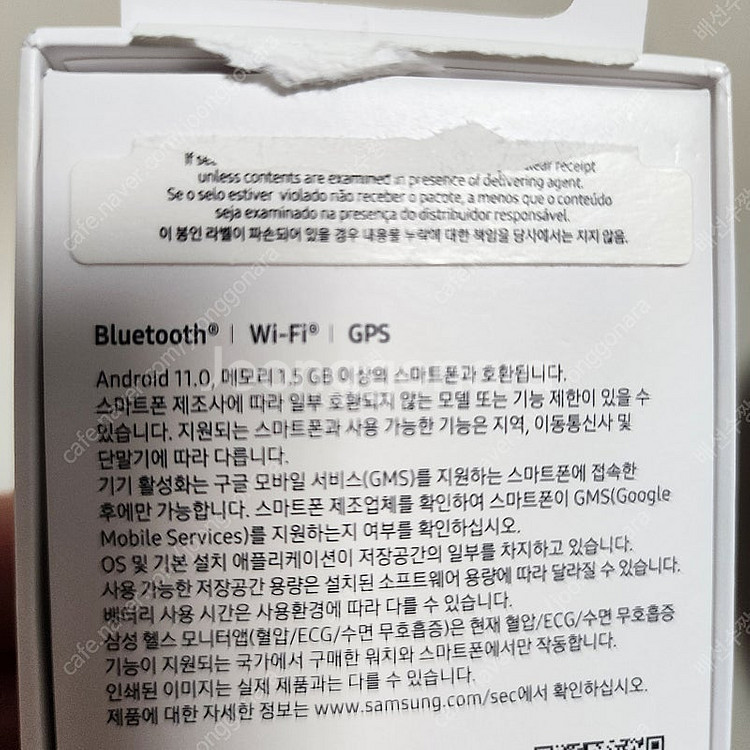 If
clear receipt
unless contents are examined in presence of delivering agent.
Se o selo estiver violado não receber o pacote, a menos que o conteúdo
seja examinado na presença do distribuidor responsável.
이 봉인 라벨이 파손되어 있을 경우 내용물 누락에 대한 책임을 당사에서는 지지 않음.
Bluetooth® | Wi-Fi® | GPS
Android 11.0, 메모리 1.5 GB 이상의 스마트폰과 호환됩니다.
스마트폰 제조사에 따라 일부 호환되지 않는 모델 또는 기능 제한이 있을 수
있습니다. 지원되는 스마트폰과 사용 가능한 기능은 지역, 이동통신사 및
단말기에 따라 다릅니다.
기기 활성화는 구글 모바일 서비스(GMS)를 지원하는 스마트폰에 접속한
후에만 가능합니다. 스마트폰 제조업체를 확인하여 스마트폰이 GMS(Google
Mobile Services)를 지원하는지 여부를 확인하십시오.
OS 및 기본 설치 애플리케이션이 저장공간의 일부를 차지하고 있습니다.
사용 가능한 저장공간 용량은 설치된 소프트웨어 용량에 따라 달라질 수 있습니다.
배터리 사용 시간은 사용환경에 따라 다를 수 있습니다.
삼성 헬스 모니터앱(혈압/ECG/수면 무호흡증)은 현재 혈압/ECG/수면 무호흡증
기능이 지원되는 국가에서 구매한 워치와 스마트폰에서만 작동합니다.
인쇄된 이미지는 실제 제품과는 다를 수 있습니다.
제품에 대한 자세한 정보는 www.samsung.com/sec에서 확인하십시오.